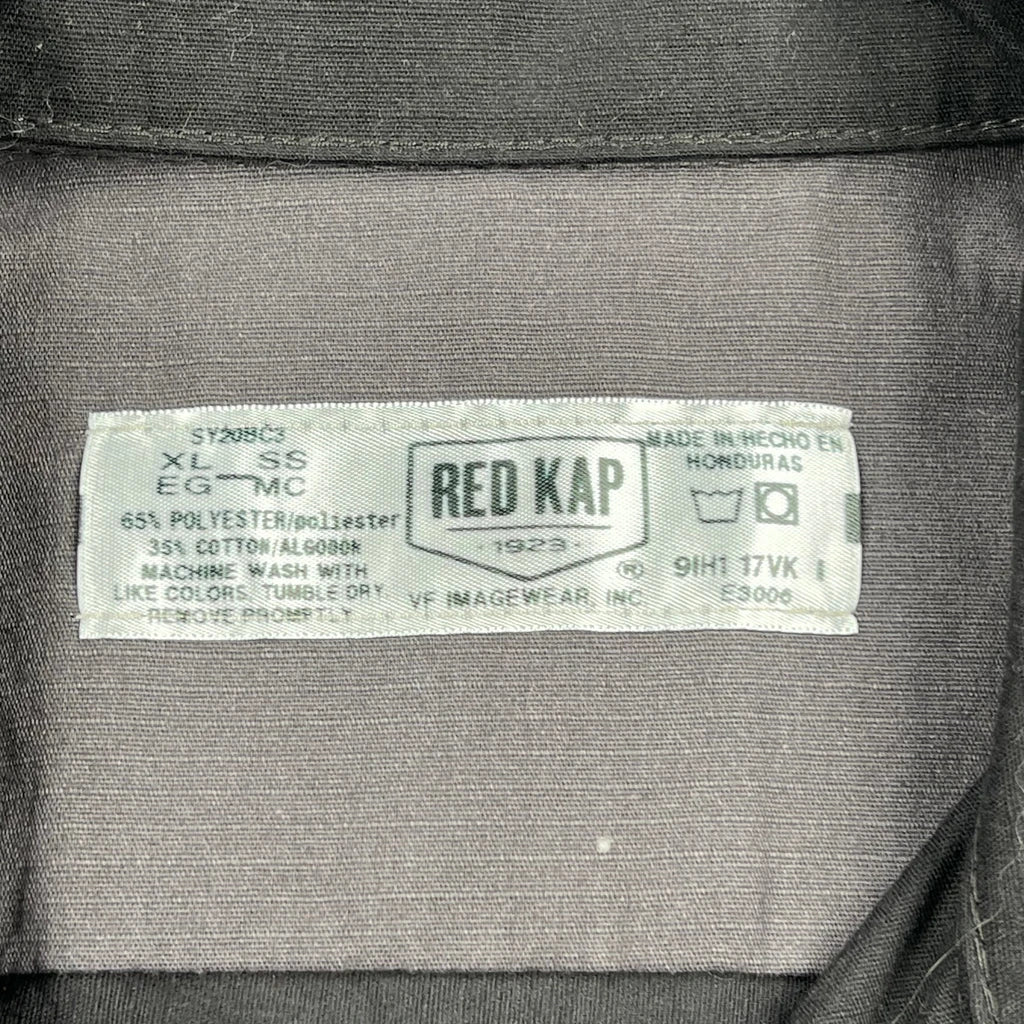 SY20BC3
XL SS
EG MC
65% POLYESTER/poliester
35% COTTON/ALGODON
MACHINE WASH WITH
LIKE COLORS, TUMBLE DRY
REMOVE PROMPTLY
RED KAP
· 1923 ·
®
VF IMAGEWEAR, INC.
MADE IN/HECHO EN
HONDURAS
9IH1 17VK I
E3006